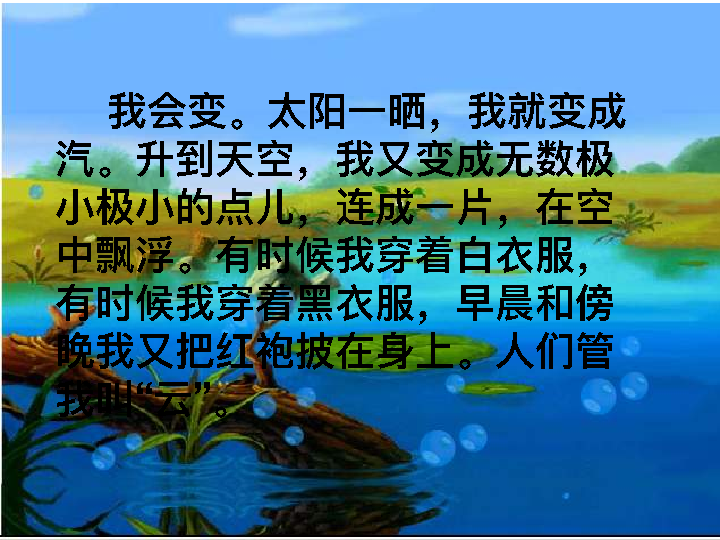 我会变。太阳一晒，我就变成
汽。升到天空，我又变成无数极
小极小的点儿，连成一片，在空
中飘浮。有时候我穿着白衣服，
有时候我穿着黑衣服，早晨和傍
晚我又把红袍披在身上。人们管
我叫“云”。